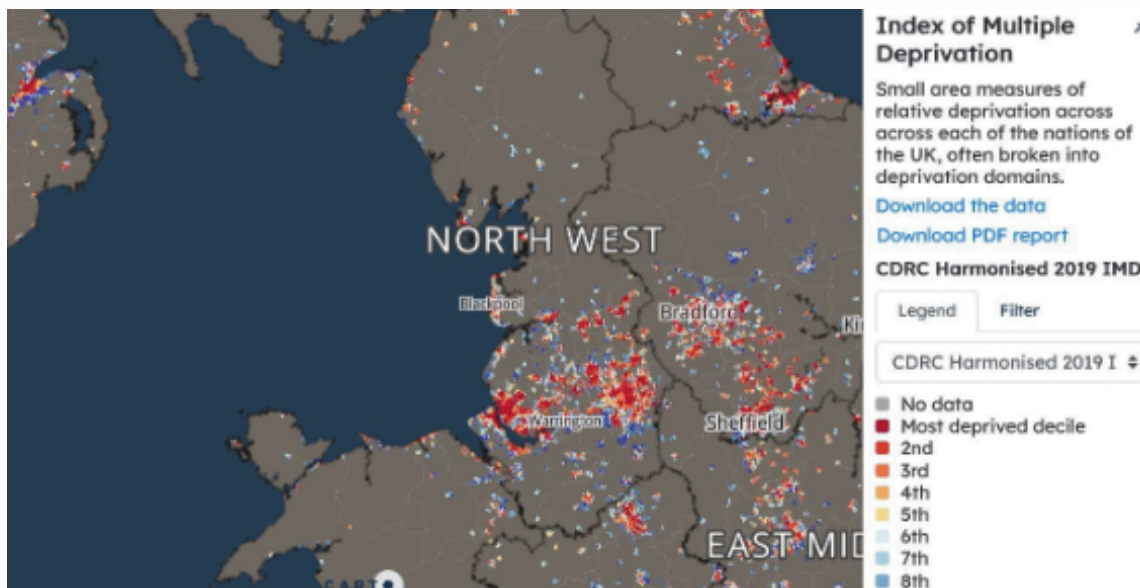 NORTH WEST
Blackpool
Bradford
Ki
Warrington
Sheffield
EAST MID
CART
Index of Multiple
Deprivation
Small area measures of
relative deprivation across
across each of the nations of
the UK, often broken into
deprivation domains.
Download the data
Download PDF report
CDRC Harmonised 2019 IMD
Legend Filter
CDRC Harmonised 2019 I
No data
Most deprived decile
2nd
3rd
4th
5th
6th
7th
8th